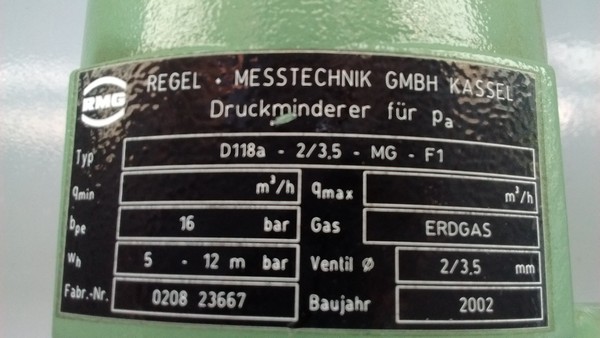 RMG
REGEL · MESSTECHNIK GMBH KASSEL
Druckminderer für pa
Typ D118a - 2/3.5 - MG - F1
qmin m³/h qmax m³/h
bpe 16 bar Gas ERDGAS
wh 5 - 12 m bar Ventil Ø 2/3.5 mm
Fabr.-Nr. 0208 23667 Baujahr 2002